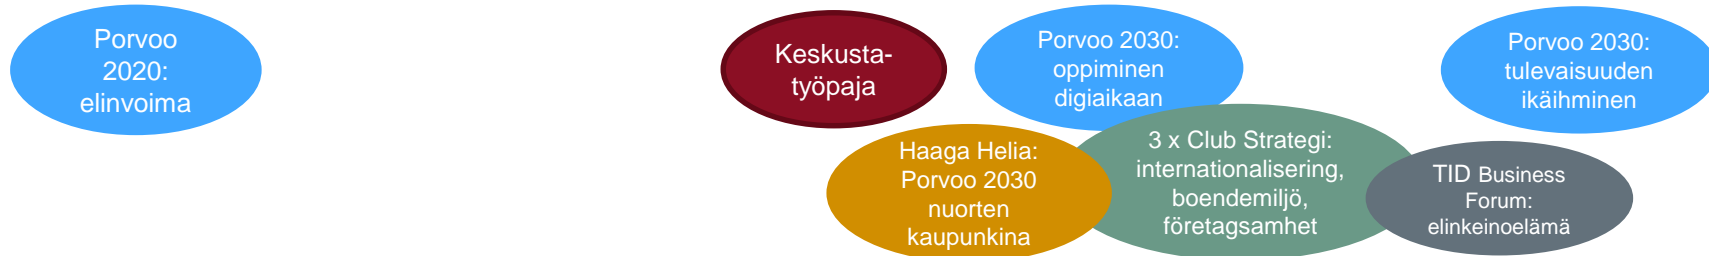 Porvoo
2020:
elinvoima
Keskusta-
työpaja
Porvoo 2030:
oppiminen
digiaikaan
Porvoo 2030:
tulevaisuuden
ikäihminen
Haaga Helia:
Porvoo 2030
nuorten
kaupunkina
3 x Club Strategi:
internationalisering,
boendemiljö,
företagsamhet
TID Business
Forum:
elinkeinoelämä